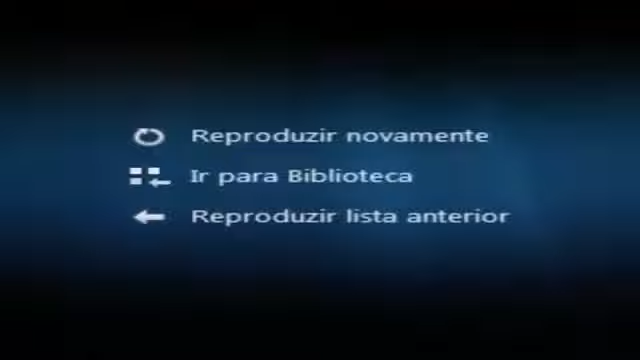 Reproduzir novamente
Ir para Biblioteca
Reproduzir lista anterior